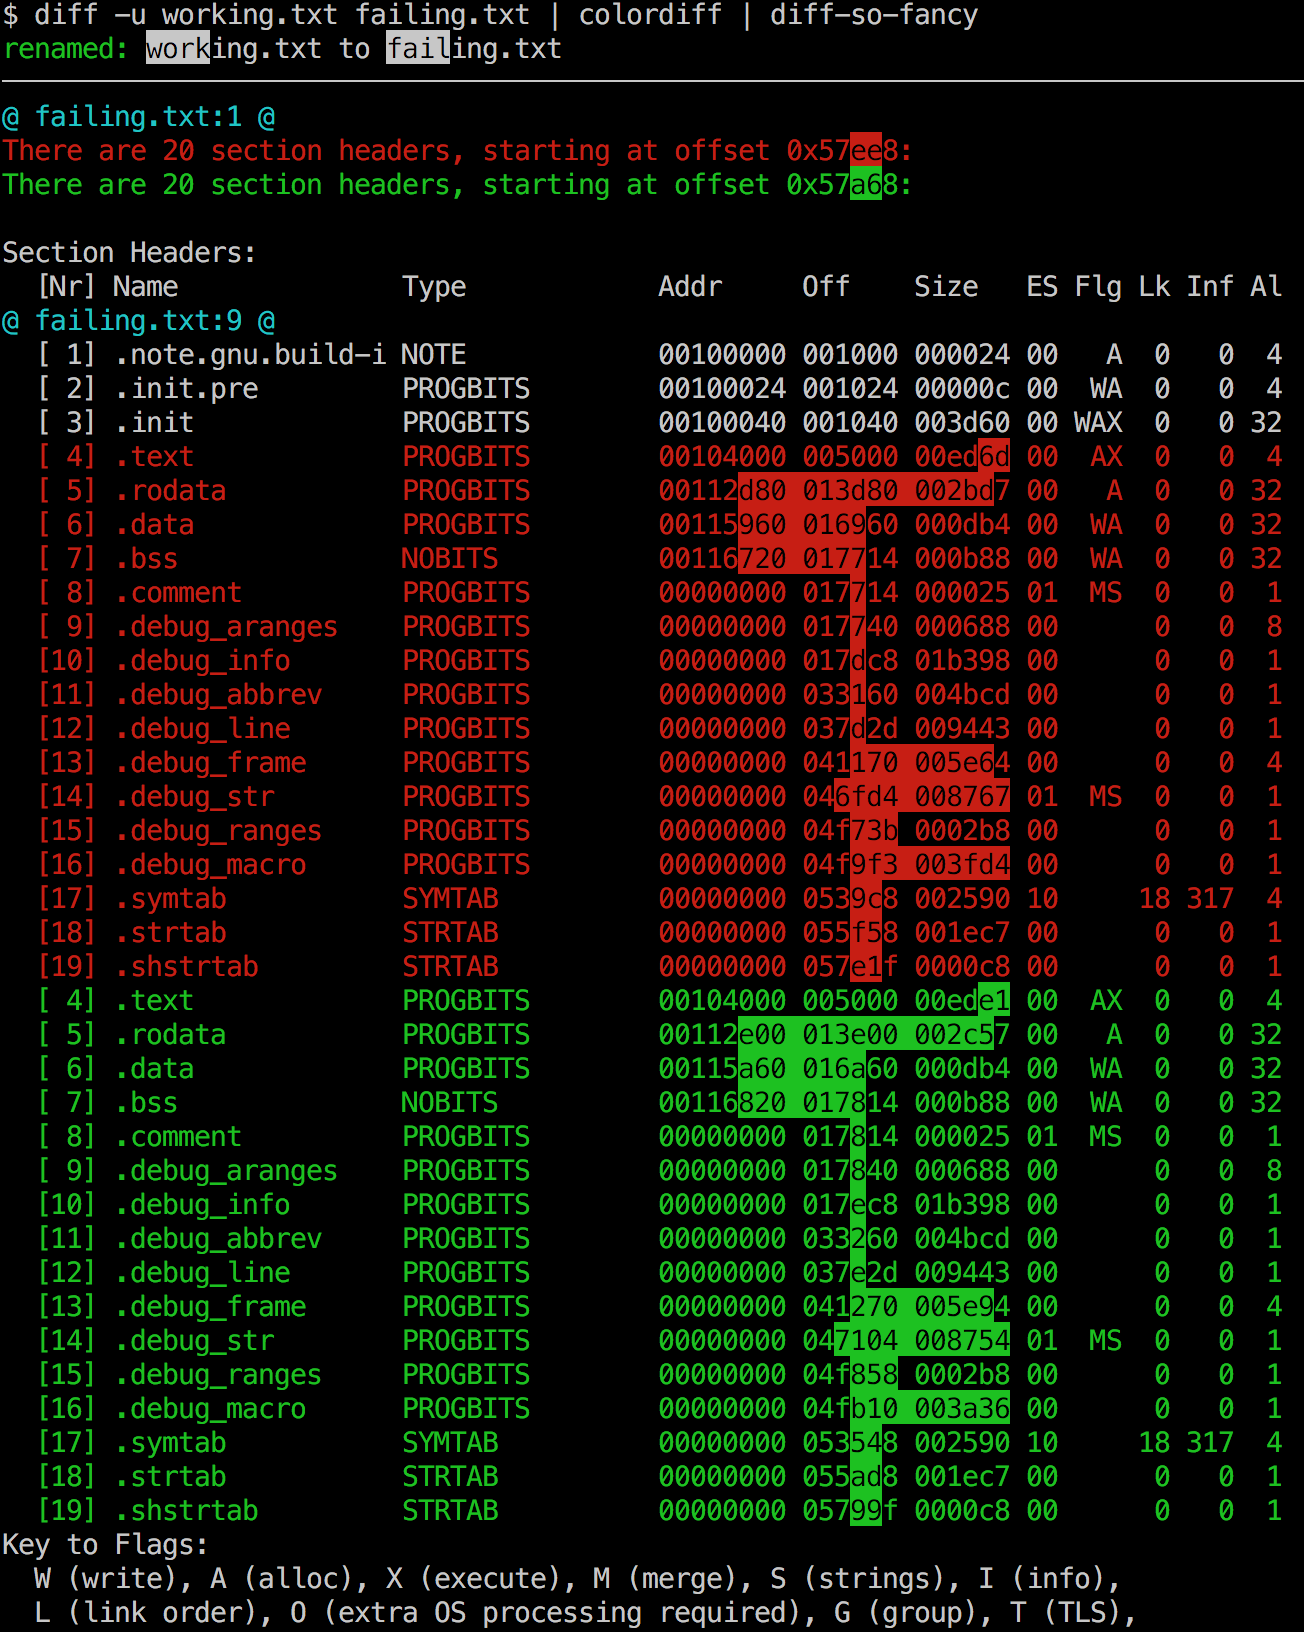 $ diff -u working.txt failing.txt | colordiff | diff-so-fancy
renamed: working.txt to failing.txt
@ failing.txt:1 @
There are 20 section headers, starting at offset 0x57ee8:
There are 20 section headers, starting at offset 0x57a68:
Section Headers:
  [Nr] Name              Type            Addr     Off    Size   ES Flg Lk Inf Al
@ failing.txt:9 @
  [ 1] .note.gnu.build-i NOTE            00100000 001000 000024 00   A  0   0  4
  [ 2] .init.pre         PROGBITS        00100024 001024 00000c 00  WA  0   0  4
  [ 3] .init             PROGBITS        00100040 001040 003d60 00 WAX  0   0 32
  [ 4] .text             PROGBITS        00104000 005000 00ed6d 00  AX  0   0  4
  [ 5] .rodata           PROGBITS        00112d80 013d80 002bd7 00   A  0   0 32
  [ 6] .data             PROGBITS        00115960 016960 000db4 00  WA  0   0 32
  [ 7] .bss              NOBITS          00116720 017714 000b88 00  WA  0   0 32
  [ 8] .comment          PROGBITS        00000000 017714 000025 01  MS  0   0  1
  [ 9] .debug_aranges    PROGBITS        00000000 017740 000688 00      0   0  8
  [10] .debug_info       PROGBITS        00000000 017dc8 01b398 00      0   0  1
  [11] .debug_abbrev     PROGBITS        00000000 033160 004bcd 00      0   0  1
  [12] .debug_line       PROGBITS        00000000 037d2d 009443 00      0   0  1
  [13] .debug_frame      PROGBITS        00000000 041170 005e64 00      0   0  4
  [14] .debug_str        PROGBITS        00000000 046fd4 008767 01  MS  0   0  1
  [15] .debug_ranges     PROGBITS        00000000 04f73b 0002b8 00      0   0  1
  [16] .debug_macro      PROGBITS        00000000 04f9f3 003fd4 00      0   0  1
  [17] .symtab           SYMTAB          00000000 0539c8 002590 10     18 317  4
  [18] .strtab           STRTAB          00000000 055f58 001ec7 00      0   0  1
  [19] .shstrtab         STRTAB          00000000 057e1f 0000c8 00      0   0  1
  [ 4] .text             PROGBITS        00104000 005000 00ede1 00  AX  0   0  4
  [ 5] .rodata           PROGBITS        00112e00 013e00 002c57 00   A  0   0 32
  [ 6] .data             PROGBITS        00115a60 016a60 000db4 00  WA  0   0 32
  [ 7] .bss              NOBITS          00116820 017814 000b88 00  WA  0   0 32
  [ 8] .comment          PROGBITS        00000000 017814 000025 01  MS  0   0  1
  [ 9] .debug_aranges    PROGBITS        00000000 017840 000688 00      0   0  8
  [10] .debug_info       PROGBITS        00000000 017ec8 01b398 00      0   0  1
  [11] .debug_abbrev     PROGBITS        00000000 033260 004bcd 00      0   0  1
  [12] .debug_line       PROGBITS        00000000 037e2d 009443 00      0   0  1
  [13] .debug_frame      PROGBITS        00000000 041270 005e94 00      0   0  4
  [14] .debug_str        PROGBITS        00000000 047104 008754 01  MS  0   0  1
  [15] .debug_ranges     PROGBITS        00000000 04f858 0002b8 00      0   0  1
  [16] .debug_macro      PROGBITS        00000000 04fb10 003a36 00      0   0  1
  [17] .symtab           SYMTAB          00000000 053548 002590 10     18 317  4
  [18] .strtab           STRTAB          00000000 055ad8 001ec7 00      0   0  1
  [19] .shstrtab         STRTAB          00000000 05799f 0000c8 00      0   0  1
Key to Flags:
  W (write), A (alloc), X (execute), M (merge), S (strings), I (info),
  L (link order), O (extra OS processing required), G (group), T (TLS),